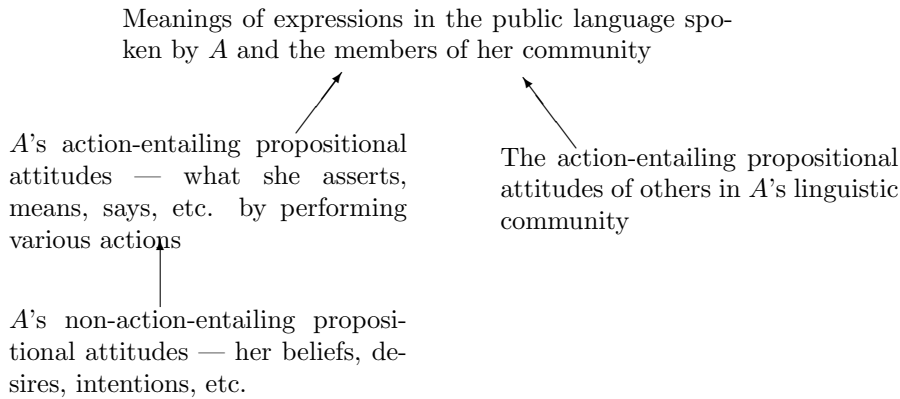 Meanings of expressions in the public language spo-
ken by A and the members of her community
A's action-entailing propositional
attitudes — what she asserts,
means, says, etc. by performing
various actions
The action-entailing propositional
attitudes of others in A's linguistic
community
A's non-action-entailing proposi-
tional attitudes — her beliefs, de-
sires, intentions, etc.